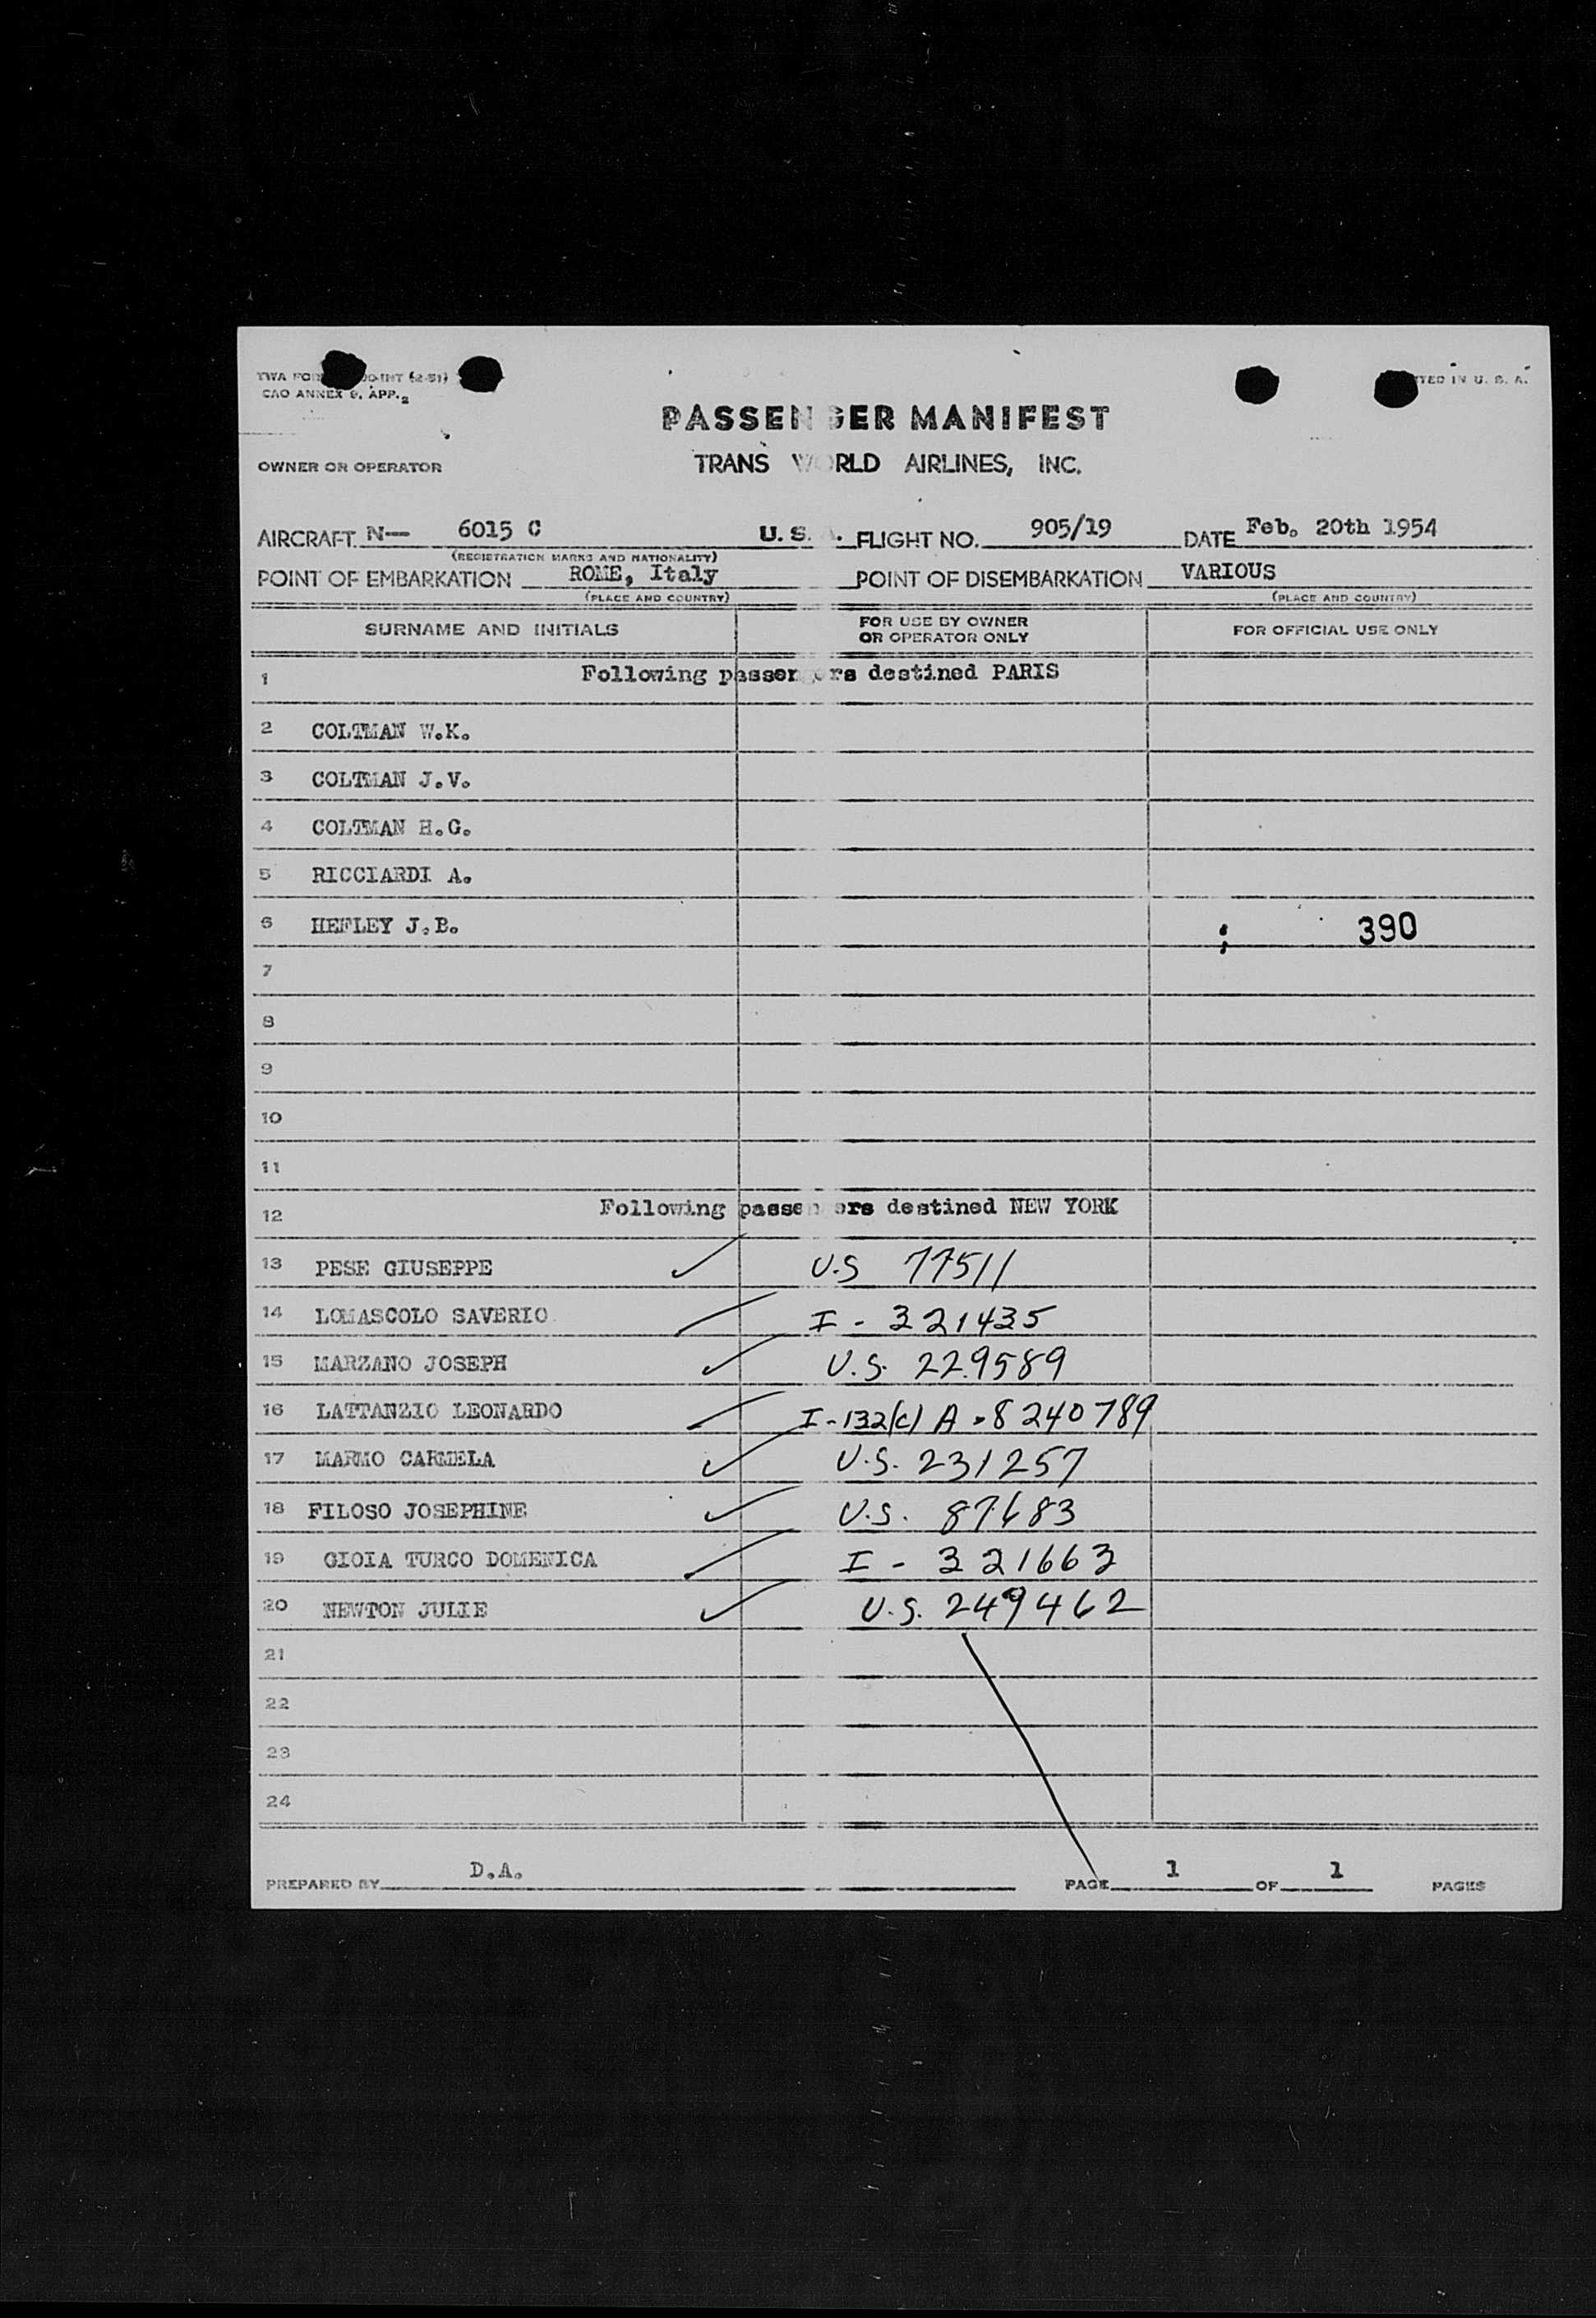 TWA FO
CAO ANNEX 9, APP. 2
TED IN U. S. A.
PASSENGER MANIFEST
OWNER OR OPERATOR TRANS WORLD AIRLINES, INC.
AIRCRAFT N— 6015 C U. S. . FLIGHT NO. 905/19 DATE Feb. 20th 1954
(REGISTRATION MARKS AND NATIONALITY)
POINT OF EMBARKATION ROME, Italy POINT OF DISEMBARKATION VARIOUS
(PLACE AND COUNTRY) (PLACE AND COUNTRY)
SURNAME AND INITIALS FOR USE BY OWNER OR OPERATOR ONLY FOR OFFICIAL USE ONLY
1 Following passengers destined PARIS
2 COLTMAN W.K.
3 COLTMAN J.V.
4 COLTMAN H.G.
5 RICCIARDI A.
6 HEFLEY J.B. 390
7
8
9
10
11
12 Following passengers destined NEW YORK
13 PESE GIUSEPPE ✓ U.S 77511
14 LOMASCOLO SAVERIO I - 321435
15 MARZANO JOSEPH ✓ U.S. 229589
16 LATTANZIO LEONARDO I-132(c) A-8240789
17 MARMO CARMELA ✓ U.S. 231257
18 FILOSO JOSEPHINE ✓ U.S. 87683
19 GIOIA TURCO DOMENICA I - 321663
20 NEWTON JULIE ✓ U.S. 249462
21
22
23
24
PREPARED BY D.A. PAGE 1 OF 1 PAGES